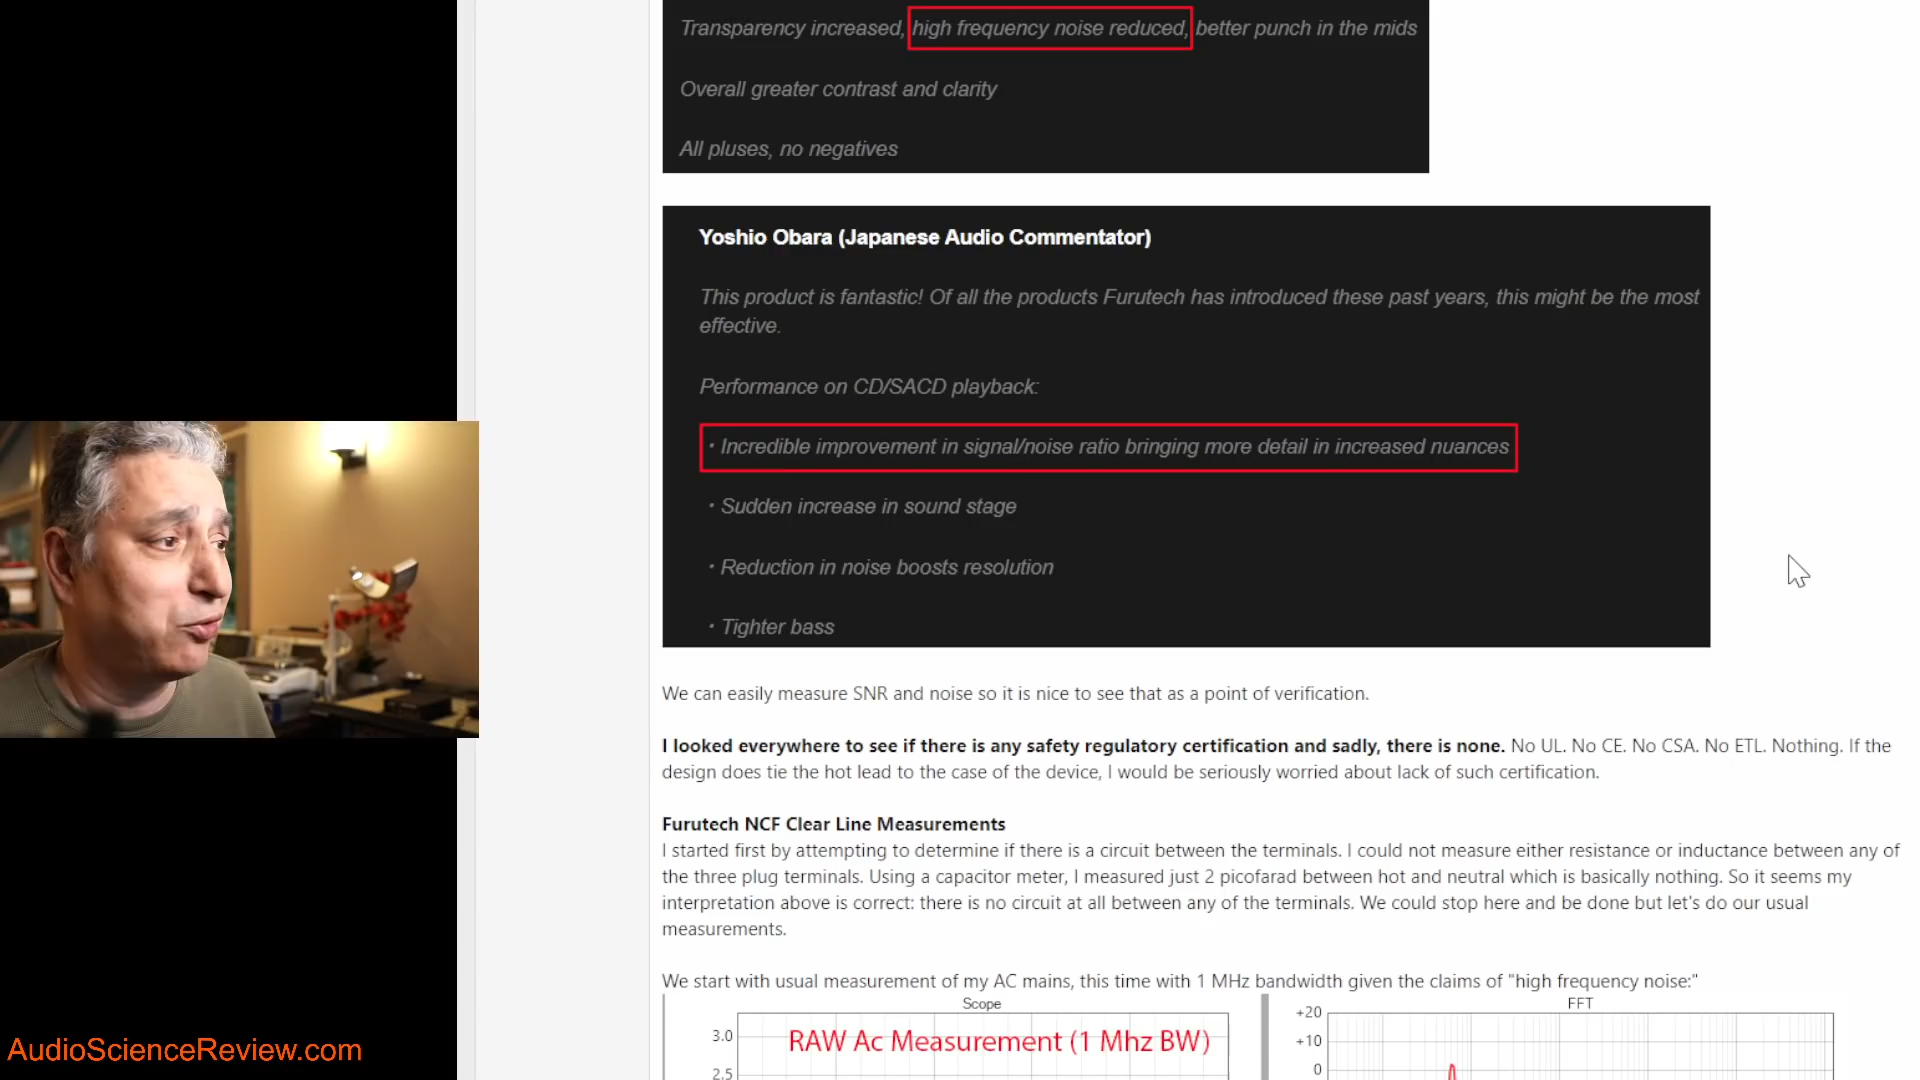 Transparency increased, high frequency noise reduced, better punch in the mids
Overall greater contrast and clarity
All pluses, no negatives
Yoshio Obara (Japanese Audio Commentator)
This product is fantastic! Of all the products Furutech has introduced these past years, this might be the most
effective.
Performance on CD/SACD playback:
・Incredible improvement in signal/noise ratio bringing more detail in increased nuances
・Sudden increase in sound stage
・Reduction in noise boosts resolution
・Tighter bass
We can easily measure SNR and noise so it is nice to see that as a point of verification.
I looked everywhere to see if there is any safety regulatory certification and sadly, there is none. No UL. No CE. No CSA. No ETL. Nothing. If the
design does tie the hot lead to the case of the device, I would be seriously worried about lack of such certification.
Furutech NCF Clear Line Measurements
I started first by attempting to determine if there is a circuit between the terminals. I could not measure either resistance or inductance between any of
the three plug terminals. Using a capacitor meter, I measured just 2 picofarad between hot and neutral which is basically nothing. So it seems my
interpretation above is correct: there is no circuit at all between any of the terminals. We could stop here and be done but let's do our usual
measurements.
We start with usual measurement of my AC mains, this time with 1 MHz bandwidth given the claims of "high frequency noise:"
Scope
FFT
3.0
RAW Ac Measurement (1 Mhz BW)
2.5
+20
+10
0
AudioScienceReview.com